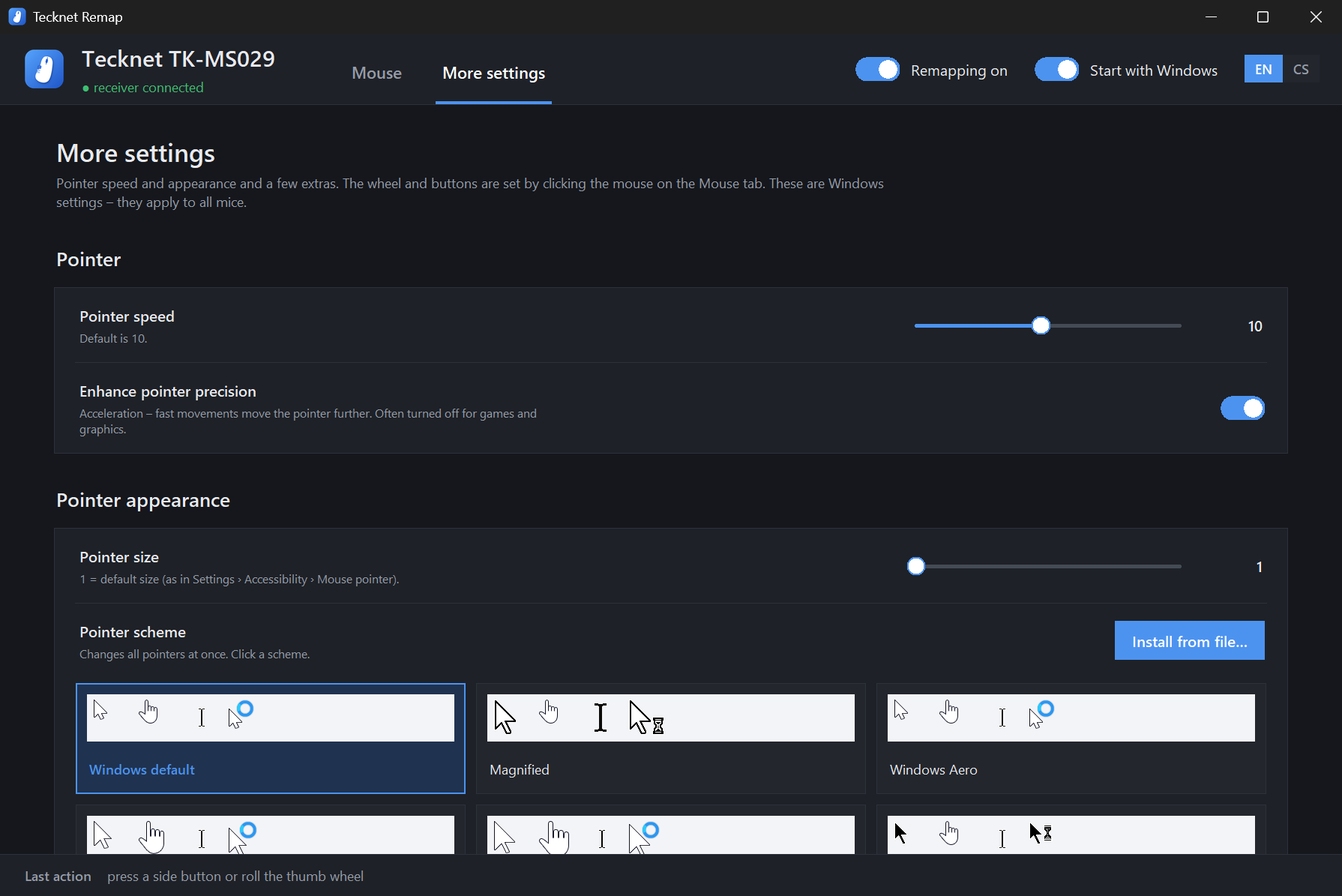 Tecknet Remap
Tecknet TK-MS029
● receiver connected
Mouse
More settings
Remapping on
Start with Windows
EN
CS
More settings
Pointer speed and appearance and a few extras. The wheel and buttons are set by clicking the mouse on the Mouse tab. These are Windows
settings – they apply to all mice.
Pointer
Pointer speed
Default is 10.
10
Enhance pointer precision
Acceleration – fast movements move the pointer further. Often turned off for games and
graphics.
Pointer appearance
Pointer size
1 = default size (as in Settings › Accessibility › Mouse pointer).
1
Pointer scheme
Changes all pointers at once. Click a scheme.
Install from file...
Windows default
Magnified
Windows Aero
Last action
press a side button or roll the thumb wheel